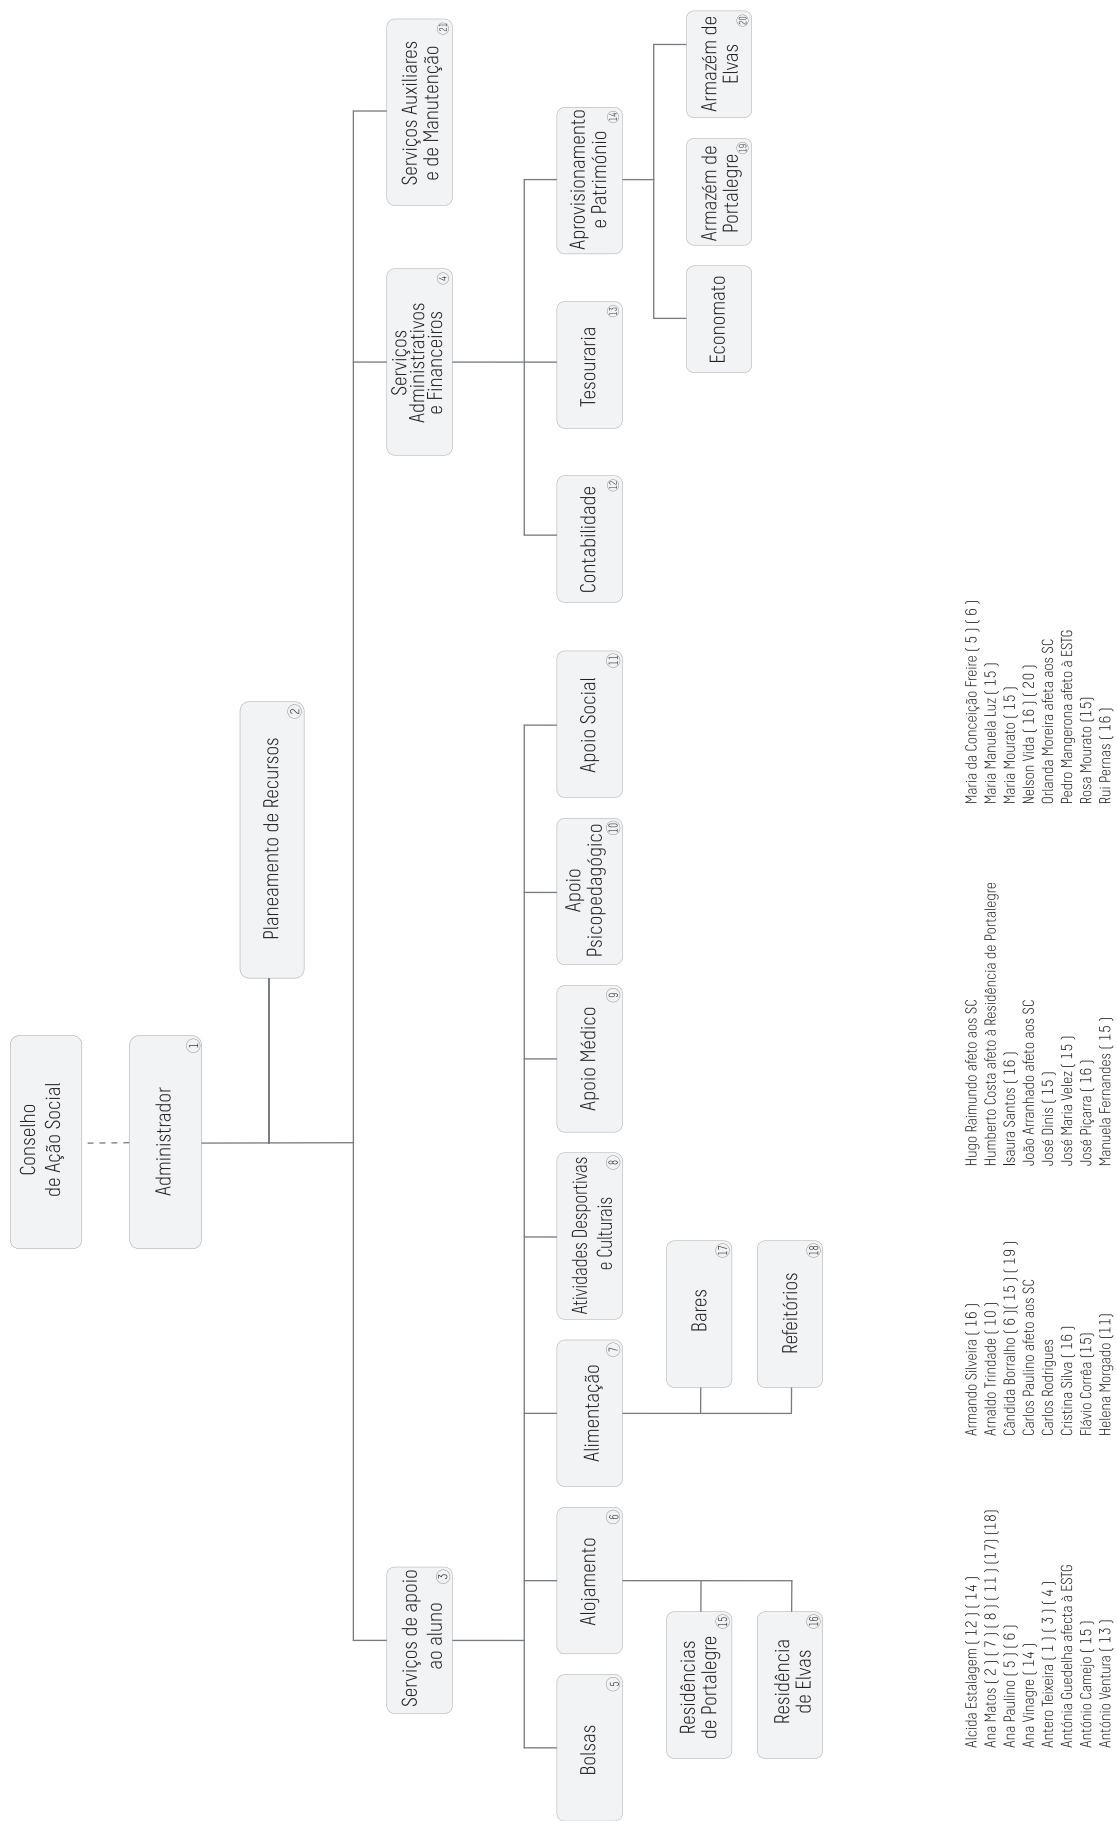 Conselho
de Ação Social
Administrador
1
Planeamento de Recursos
2
Serviços de apoio
ao aluno
3
Serviços
Administrativos
e Financeiros
4
Serviços Auxiliares
e de Manutenção
21
Bolsas
5
Alojamento
6
Alimentação
7
Atividades Desportivas
e Culturais
8
Apoio Médico
9
Apoio
Psicopedagógico
10
Apoio Social
11
Contabilidade
12
Tesouraria
13
Aprovisionamento
e Património
14
Residências
de Portalegre
15
Residência
de Elvas
16
Bares
17
Refeitórios
18
Economato
Armazém de
Portalegre
19
Armazém de
Elvas
20
Alcida Estalagem ( 12 ) ( 14 )
Ana Matos ( 2 ) ( 7 ) ( 8 ) ( 11 ) (17) (18)
Ana Paulino ( 5 ) ( 6 )
Ana Vinagre ( 14 )
Antero Teixeira ( 1 ) ( 3 ) ( 4 )
Antónia Guedelha afecta à ESTG
António Camejo ( 15 )
António Ventura ( 13 )
Armando Silveira ( 16 )
Arnaldo Trindade ( 10 )
Cândida Borralho ( 6 )( 15 ) ( 19 )
Carlos Paulino afeto aos SC
Carlos Rodrigues
Cristina Silva ( 16 )
Flávio Corrêa (15)
Helena Morgado (11)
Hugo Raimundo afeto aos SC
Humberto Costa afeto à Residência de Portalegre
Isaura Santos ( 16 )
João Arranhado afeto aos SC
José Dinis ( 15 )
José Maria Velez ( 15 )
José Piçarra ( 16 )
Manuela Fernandes ( 15 )
Maria da Conceição Freire ( 5 ) ( 6 )
Maria Manuela Luz ( 15 )
Maria Mourato ( 15 )
Nelson Vida ( 16 ) ( 20 )
Orlanda Moreira afeta aos SC
Pedro Mangerona afeto à ESTG
Rosa Mourato (15)
Rui Pernas ( 16 )